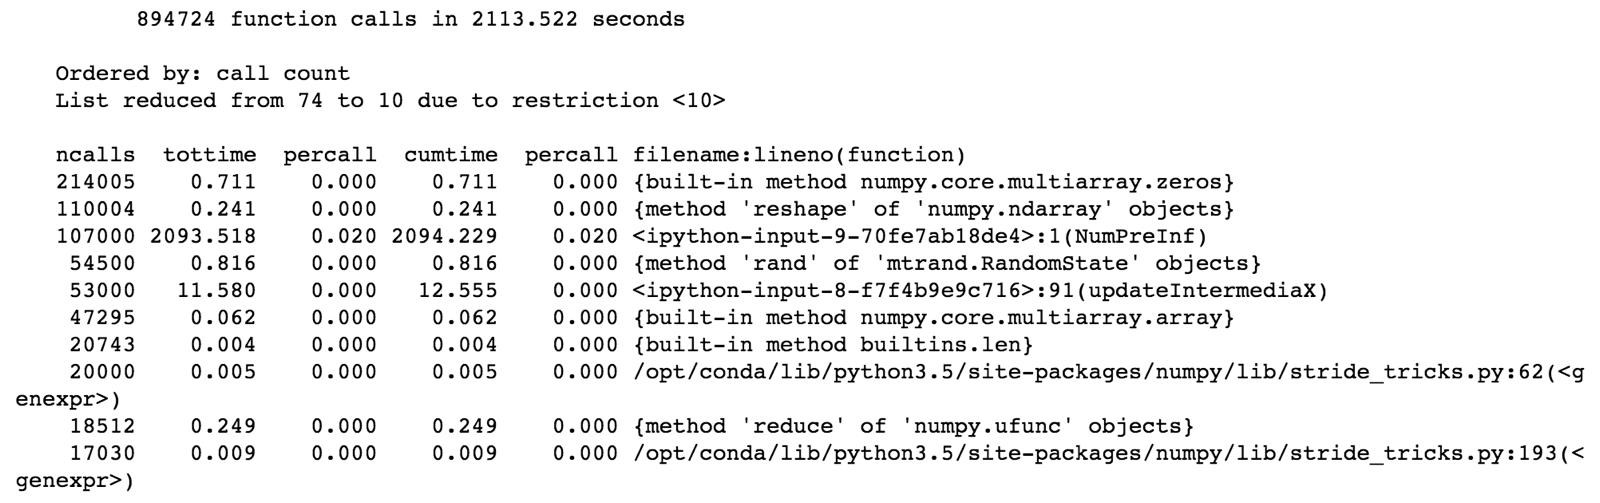 894724 function calls in 2113.522 seconds
Ordered by: call count
List reduced from 74 to 10 due to restriction <10>
ncalls tottime percall cumtime percall filename:lineno(function)
214005 0.711 0.000 0.711 0.000 {built-in method numpy.core.multiarray.zeros}
110004 0.241 0.000 0.241 0.000 {method 'reshape' of 'numpy.ndarray' objects}
107000 2093.518 0.020 2094.229 0.020 <ipython-input-9-70fe7ab18de4>:1(NumPreInf)
54500 0.816 0.000 0.816 0.000 {method 'rand' of 'mtrand.RandomState' objects}
53000 11.580 0.000 12.555 0.000 <ipython-input-8-f7f4b9e9c716>:91(updateIntermediaX)
47295 0.062 0.000 0.062 0.000 {built-in method numpy.core.multiarray.array}
20743 0.004 0.000 0.004 0.000 {built-in method builtins.len}
20000 0.005 0.000 0.005 0.000 /opt/conda/lib/python3.5/site-packages/numpy/lib/stride_tricks.py:62(<g
enexpr>)
18512 0.249 0.000 0.249 0.000 {method 'reduce' of 'numpy.ufunc' objects}
17030 0.009 0.000 0.009 0.000 /opt/conda/lib/python3.5/site-packages/numpy/lib/stride_tricks.py:193(<
genexpr>)